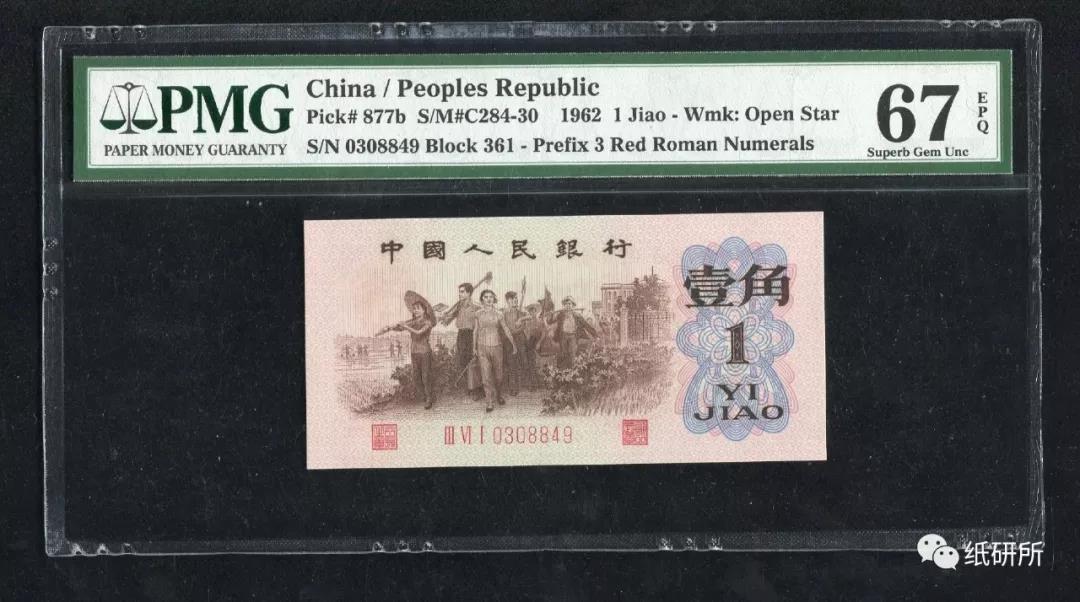 PMG
PAPER MONEY GUARANTY
China / Peoples Republic
Pick# 877b S/M#C284-30 1962 1 Jiao - Wmk: Open Star
S/N 0308849 Block 361 - Prefix 3 Red Roman Numerals
67
EPQ
Superb Gem Unc
中國人民銀行
壹角
1
YI
JIAO
III VI I 0308849
纸研所